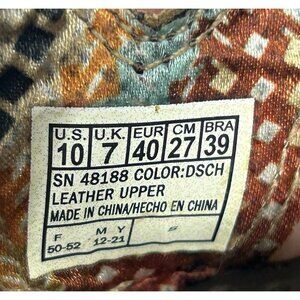 U.S. U.K. EUR CM BRA
10 7 40 27 39
SN 48188 COLOR:DSCH
LEATHER UPPER
MADE IN CHINA/HECHO EN CHINA
F M Y
50-52 12-21